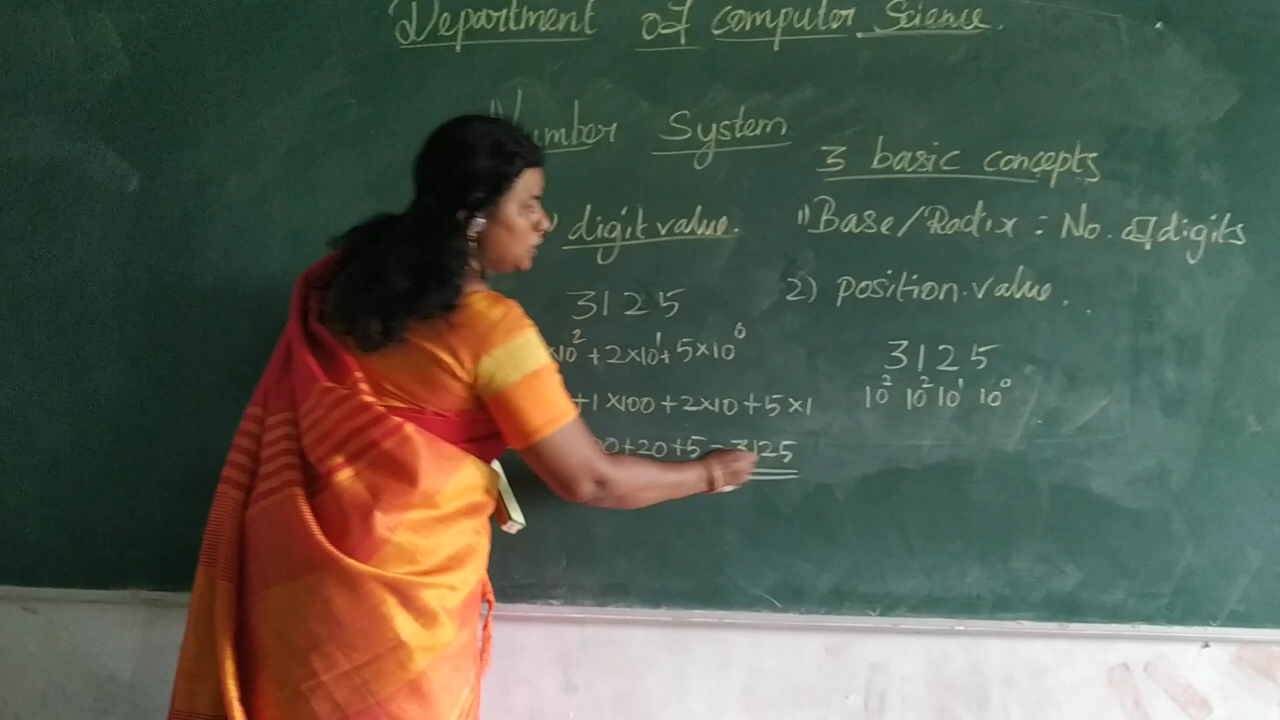 Department of computer Science.
Number System
3 basic concepts
1) Base/Radix : No. of digits
2) position value.
3125
10² 10² 10¹ 10⁰
) digit value.
3125
×10² + 2×10¹+ 5×10⁰
+1×100+2×10+5×1
00+20+5=3125